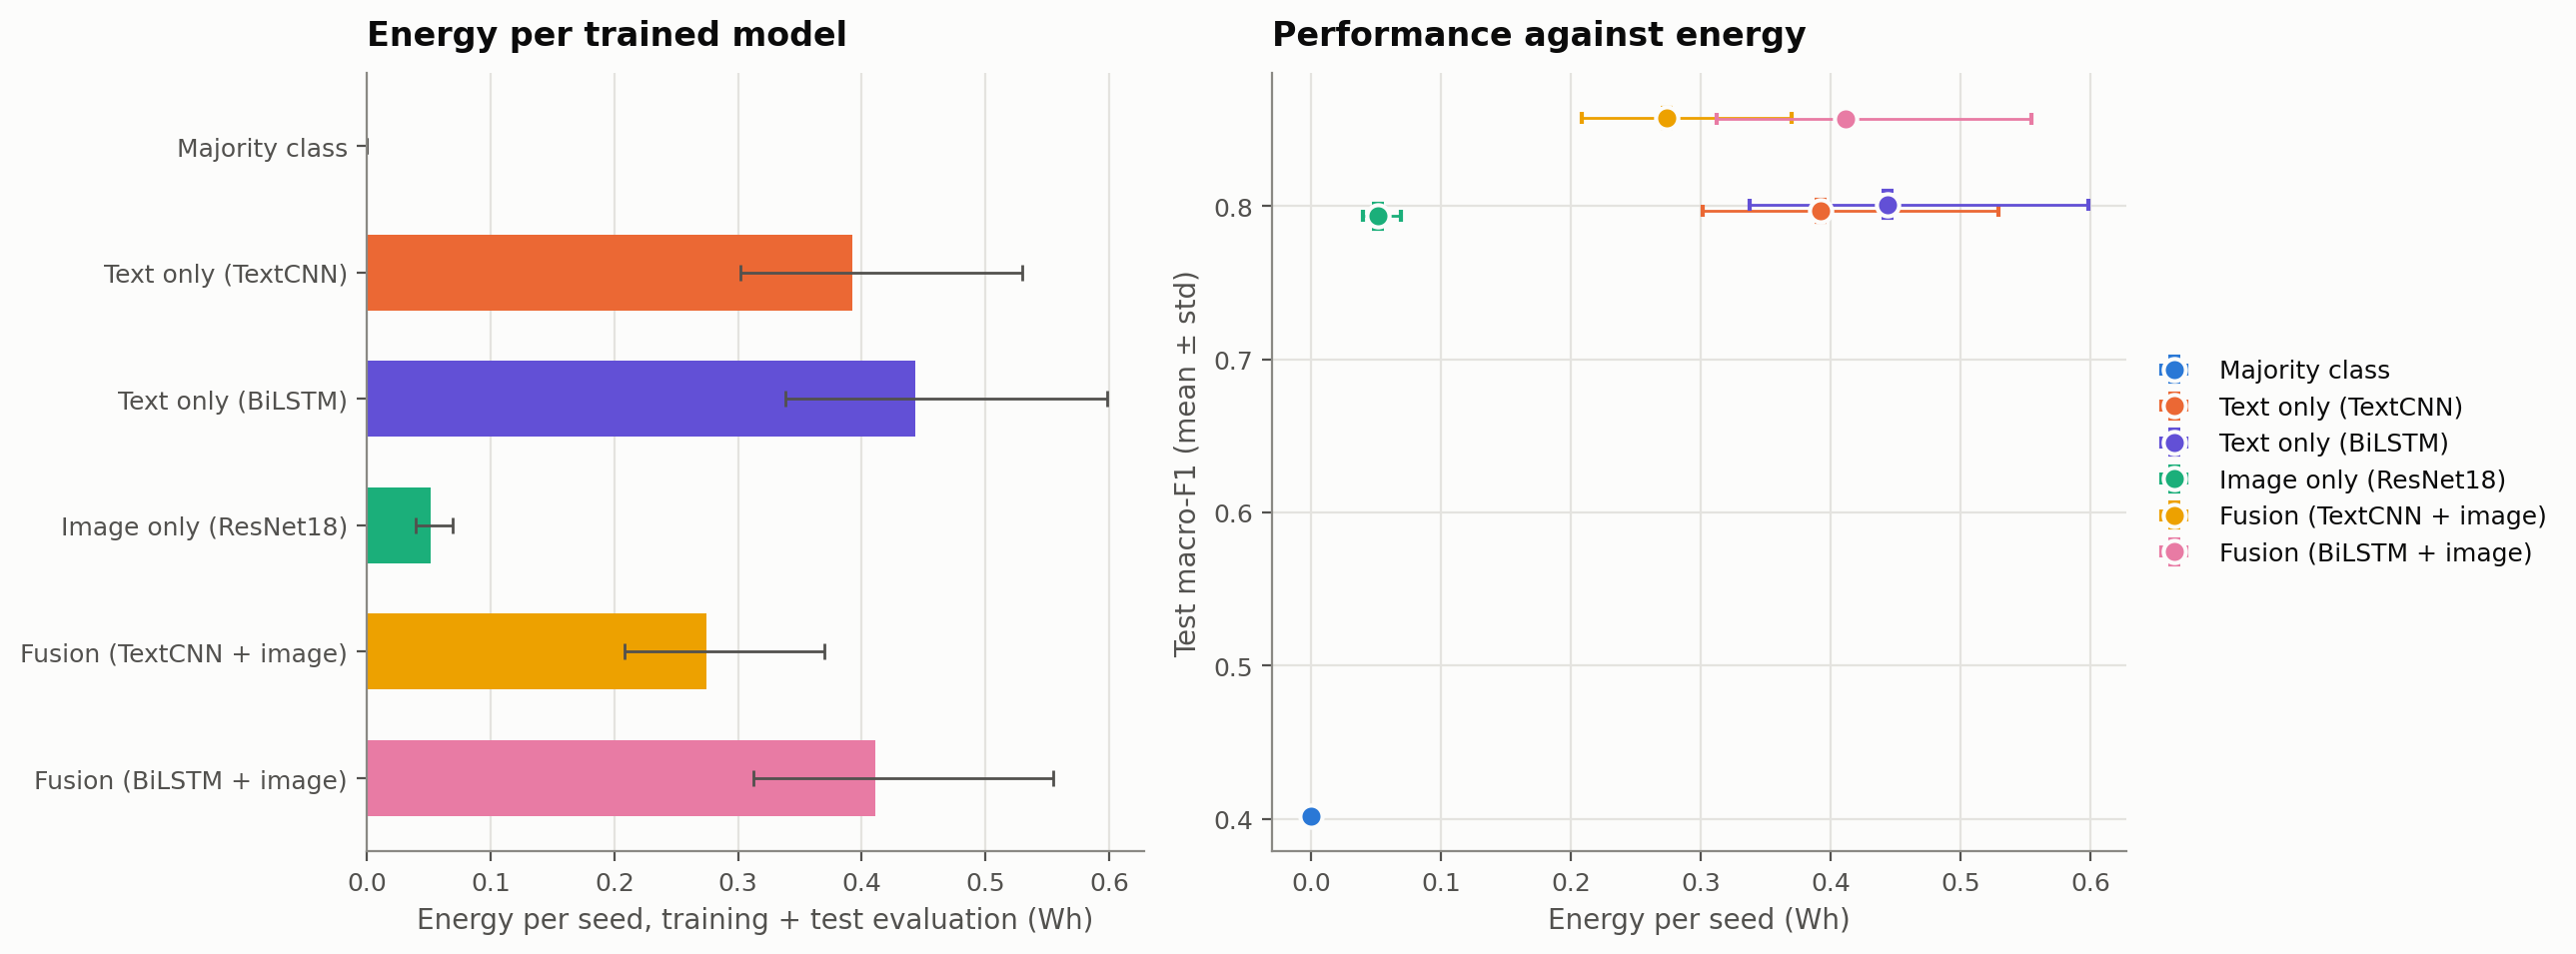 Energy per trained model
Majority class
Text only (TextCNN)
Text only (BiLSTM)
Image only (ResNet18)
Fusion (TextCNN + image)
Fusion (BiLSTM + image)
0.0 0.1 0.2 0.3 0.4 0.5 0.6
Energy per seed, training + test evaluation (Wh)
Performance against energy
Test macro-F1 (mean ± std)
0.8
0.7
0.6
0.5
0.4
0.0 0.1 0.2 0.3 0.4 0.5 0.6
Energy per seed (Wh)
Majority class
Text only (TextCNN)
Text only (BiLSTM)
Image only (ResNet18)
Fusion (TextCNN + image)
Fusion (BiLSTM + image)